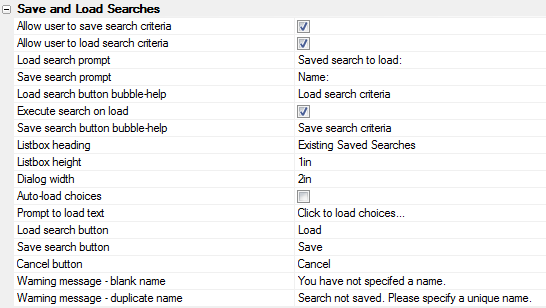 Save and Load Searches
Allow user to save search criteria
Allow user to load search criteria
Load search prompt Saved search to load:
Save search prompt Name:
Load search button bubble-help Load search criteria
Execute search on load
Save search button bubble-help Save search criteria
Listbox heading Existing Saved Searches
Listbox height 1in
Dialog width 2in
Auto-load choices
Prompt to load text Click to load choices...
Load search button Load
Save search button Save
Cancel button Cancel
Warning message - blank name You have not specifed a name.
Warning message - duplicate name Search not saved. Please specify a unique name.